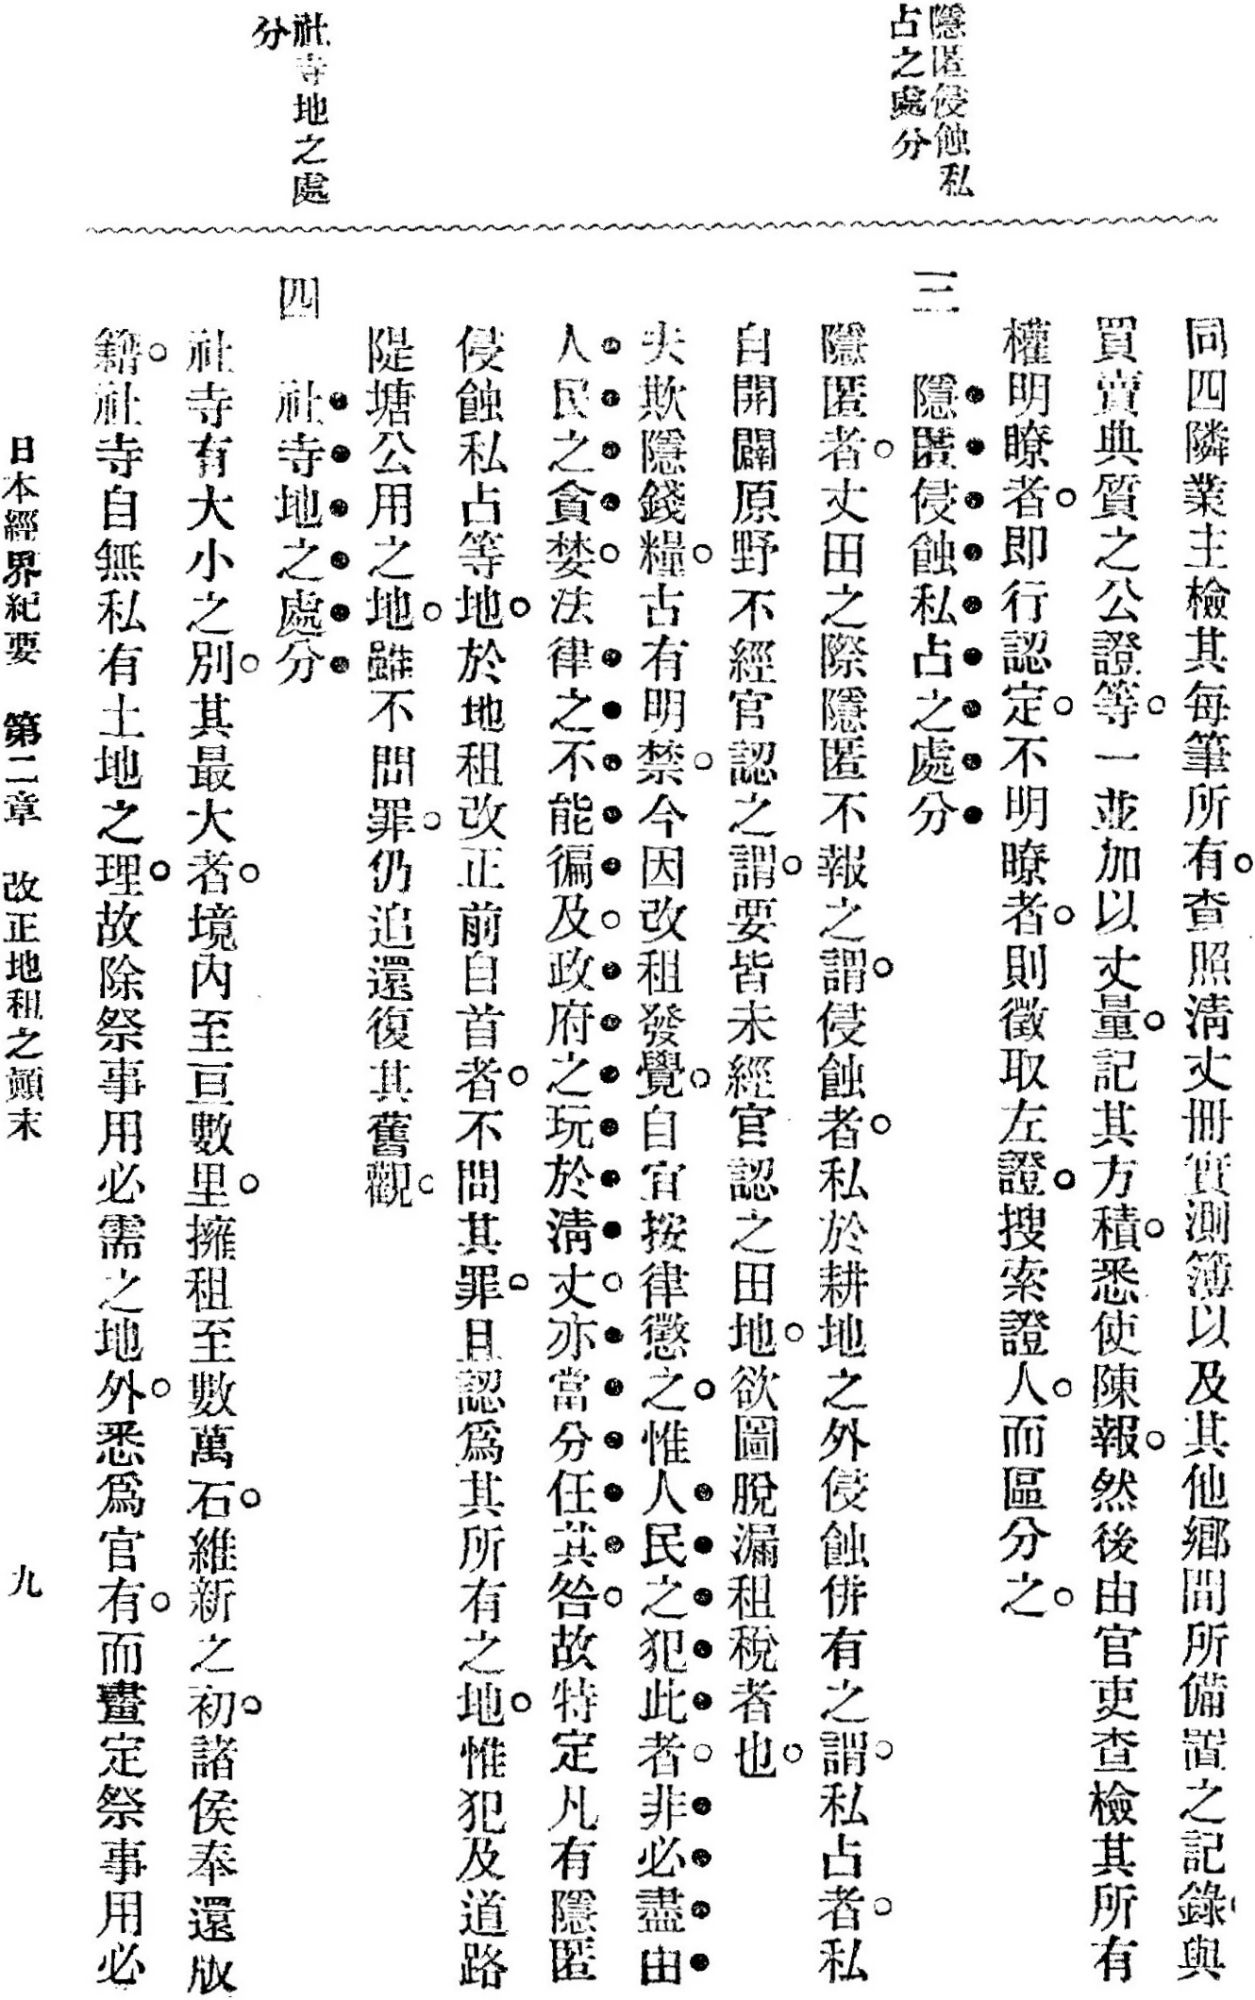 隱匿侵蝕私
占之處分
社寺地之處
分
同四隣業主檢其每筆所有。查照淸丈冊實測簿以及其他鄕間所備置之記錄。與
買賣典質之公證等。一並加以丈量。記其方積。悉使陳報。然後由官吏查檢其所有
權明瞭者。即行認定。不明暸者。則徵取左證。搜索證人。而區分之。
三　隱匿侵蝕私占之處分
隱匿者。丈田之際隱匿不報之謂。侵蝕者。私於耕地之外侵蝕併有之謂。私占者。私
自開闢原野不經官認之謂。要皆未經官認之田地。欲圖脫漏租稅者也。
夫欺隱錢糧。古有明禁。今因改租發覺。自宜按律懲之。惟人民之犯此者。非必盡由
人民之貪婪。法律之不能徧及。政府之玩於淸丈。亦當分任其咎。故特定凡有隱匿
侵蝕私占等地。於地租改正前自首者。不問其罪。且認爲其所有之地。惟犯及道路
隄塘公用之地。雖不問罪。仍追還復其舊觀。
四　社寺地之處分
社寺有大小之別。其最大者。境內至亘數里。擁租至數萬石。維新之初。諸侯奉還版
籍。社寺自無私有土地之理。故除祭事用必需之地外。悉爲官有。而畫定祭事用必
日本經界紀要　第二章　改正地租之顚末
九